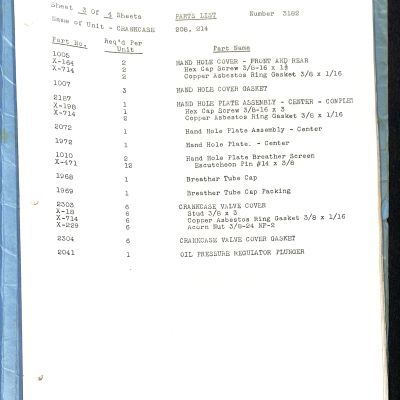 Sheet 3 Of 4 Sheets PARTS LIST Number 3182
Name of Unit - CRANKCASE 208, 214
Part No. Req'd Per Unit Part Name
1005 2 HAND HOLE COVER - FRONT AND REAR
X-164 2 Hex Cap Screw 3/8-16 x 1½
X-714 2 Copper Asbestos Ring Gasket 3/8 x 1/16
1007 3 HAND HOLE COVER GASKET
2187 1 HAND HOLE PLATE ASSEMBLY - CENTER - COMPLET
X-198 1 Hex Cap Screw 3/8-16 x 3
X-714 2 Copper Asbestos Ring Gasket 3/8 x 1/16
2072 1 Hand Hole Plate Assembly - Center
1972 1 Hand Hole Plate. - Center
1010 2 Hand Hole Plate Breather Screen
X-471 12 Escutcheon Pin #14 x 3/8
1968 1 Breather Tube Cap
1969 1 Breather Tube Cap Packing
2303 6 CRANKCASE VALVE COVER
X-18 6 Stud 3/8 x 3
X-714 6 Copper Asbestos Ring Gasket 3/8 x 1/16
X-229 6 Acorn Nut 3/8-24 NF-2
2304 6 CRANKCASE VALVE COVER GASKET
2041 1 OIL PRESSURE REGULATOR PLUNGER